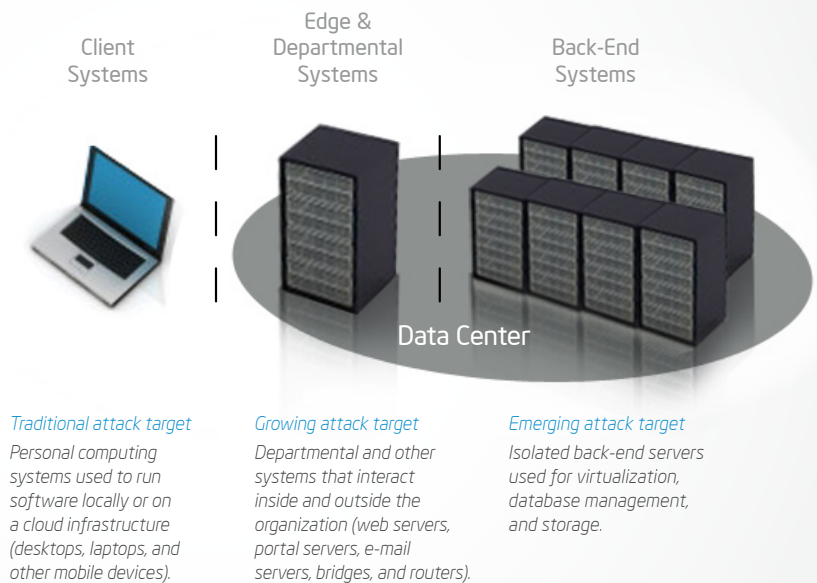 Client
Systems
Edge &
Departmental
Systems
Back-End
Systems
Data Center
Traditional attack target
Personal computing
systems used to run
software locally or on
a cloud infrastructure
(desktops, laptops, and
other mobile devices).
Growing attack target
Departmental and other
systems that interact
inside and outside the
organization (web servers,
portal servers, e-mail
servers, bridges, and routers).
Emerging attack target
Isolated back-end servers
used for virtualization,
database management,
and storage.